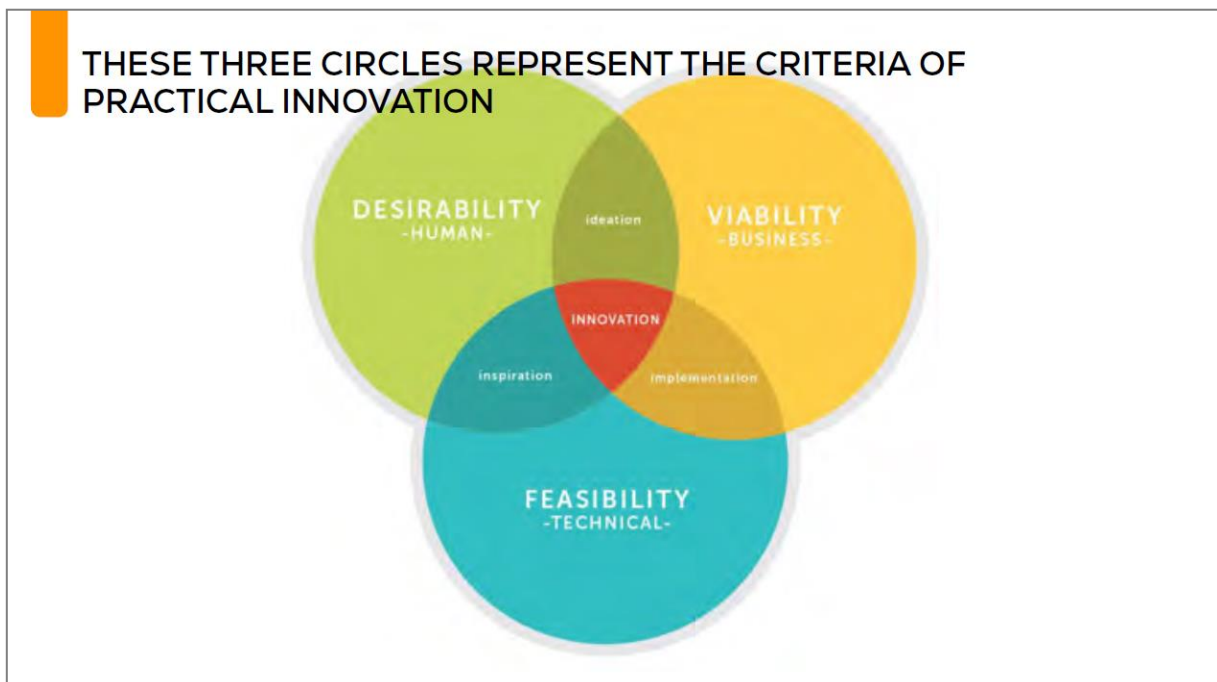 THESE THREE CIRCLES REPRESENT THE CRITERIA OF
PRACTICAL INNOVATION
DESIRABILITY
-HUMAN-
ideation
VIABILITY
-BUSINESS-
INNOVATION
inspiration
implementation
FEASIBILITY
-TECHNICAL-